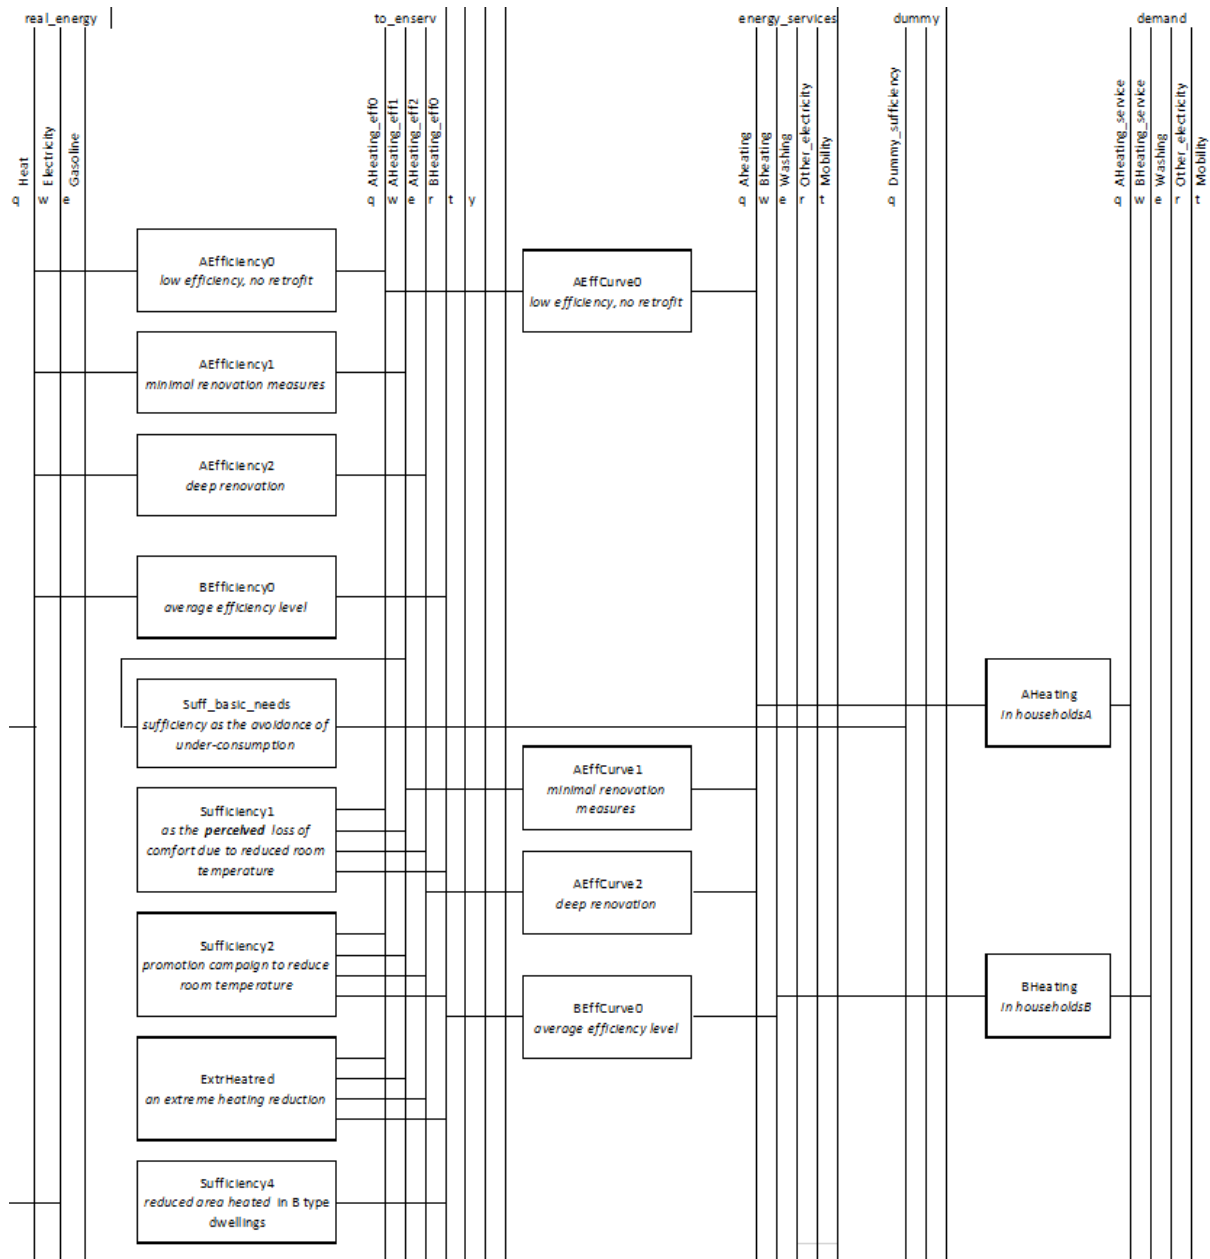 real_energy to_enserv energy_services dummy demand
Heat
Electricity
Gasoline
AHeating_eff0
AHeating_eff1
AHeating_eff2
BHeating_eff0
Aheating
Bheating
Washing
Other_electricity
Mobility
Dummy_sufficiency
AHeating_service
BHeating_service
Washing
Other_electricity
Mobility
q w e q w e r t y q w e r t q q w e r t
AEfficiency0
low efficiency, no retrofit
AEffCurve0
low efficiency, no retrofit
AEfficiency1
minimal renovation measures
AEfficiency2
deep renovation
BEfficiency0
average efficiency level
Suff_basic_needs
sufficiency as the avoidance of
under-consumption
AHeating
in householdsA
AEffCurve1
minimal renovation
measures
Sufficiency1
as the perceived loss of
comfort due to reduced room
temperature
AEffCurve2
deep renovation
Sufficiency2
promotion campaign to reduce
room temperature
BHeating
in householdsB
BEffCurve0
average efficiency level
ExtrHeatred
an extreme heating reduction
Sufficiency4
reduced area heated in B type
dwellings